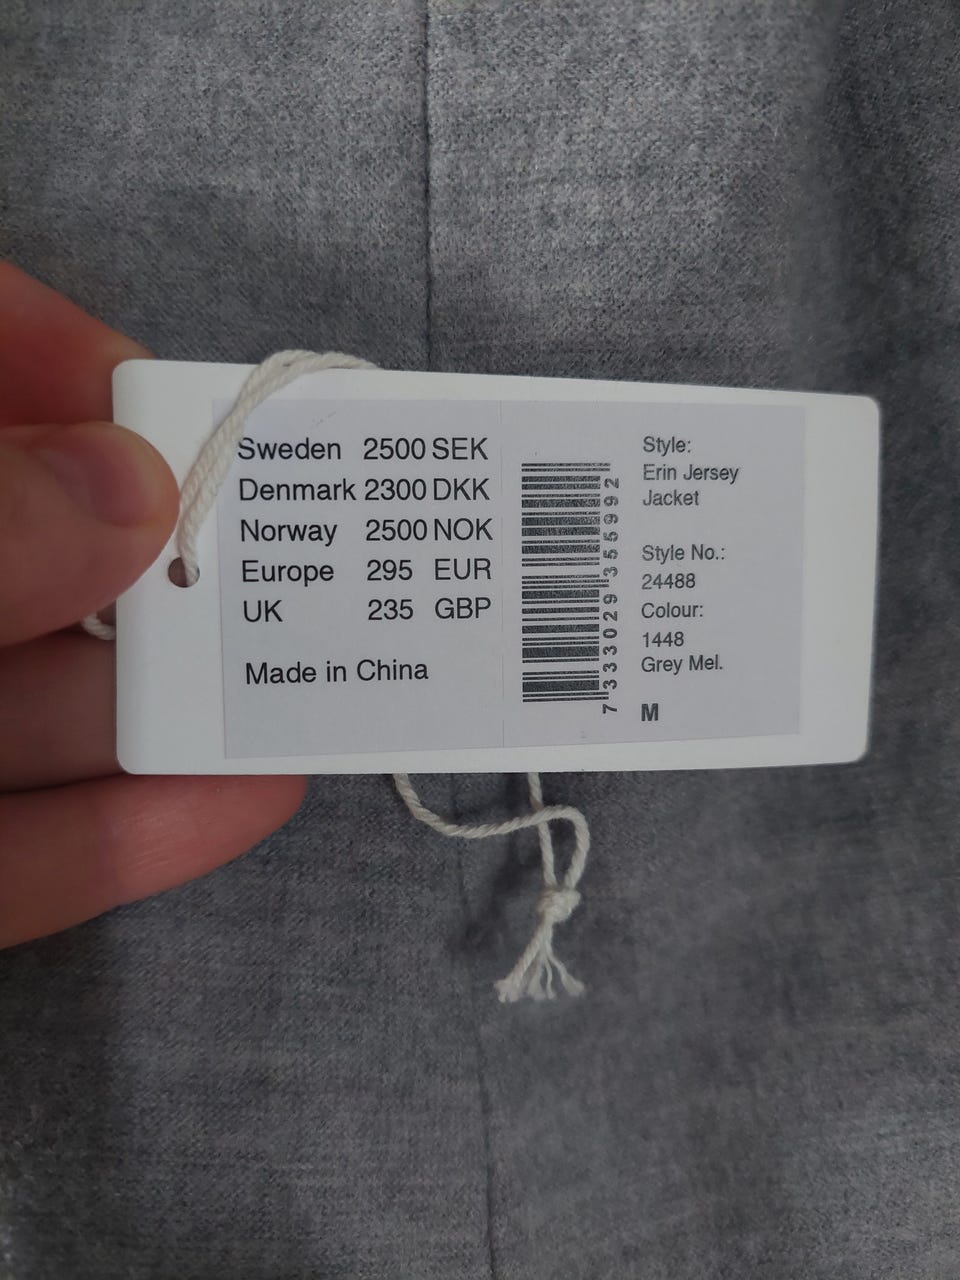 Sweden 2500 SEK
Denmark 2300 DKK
Norway 2500 NOK
Europe 295 EUR
UK 235 GBP
Made in China
7333029355992
Style:
Erin Jersey
Jacket
Style No.:
24488
Colour:
1448
Grey Mel.
M